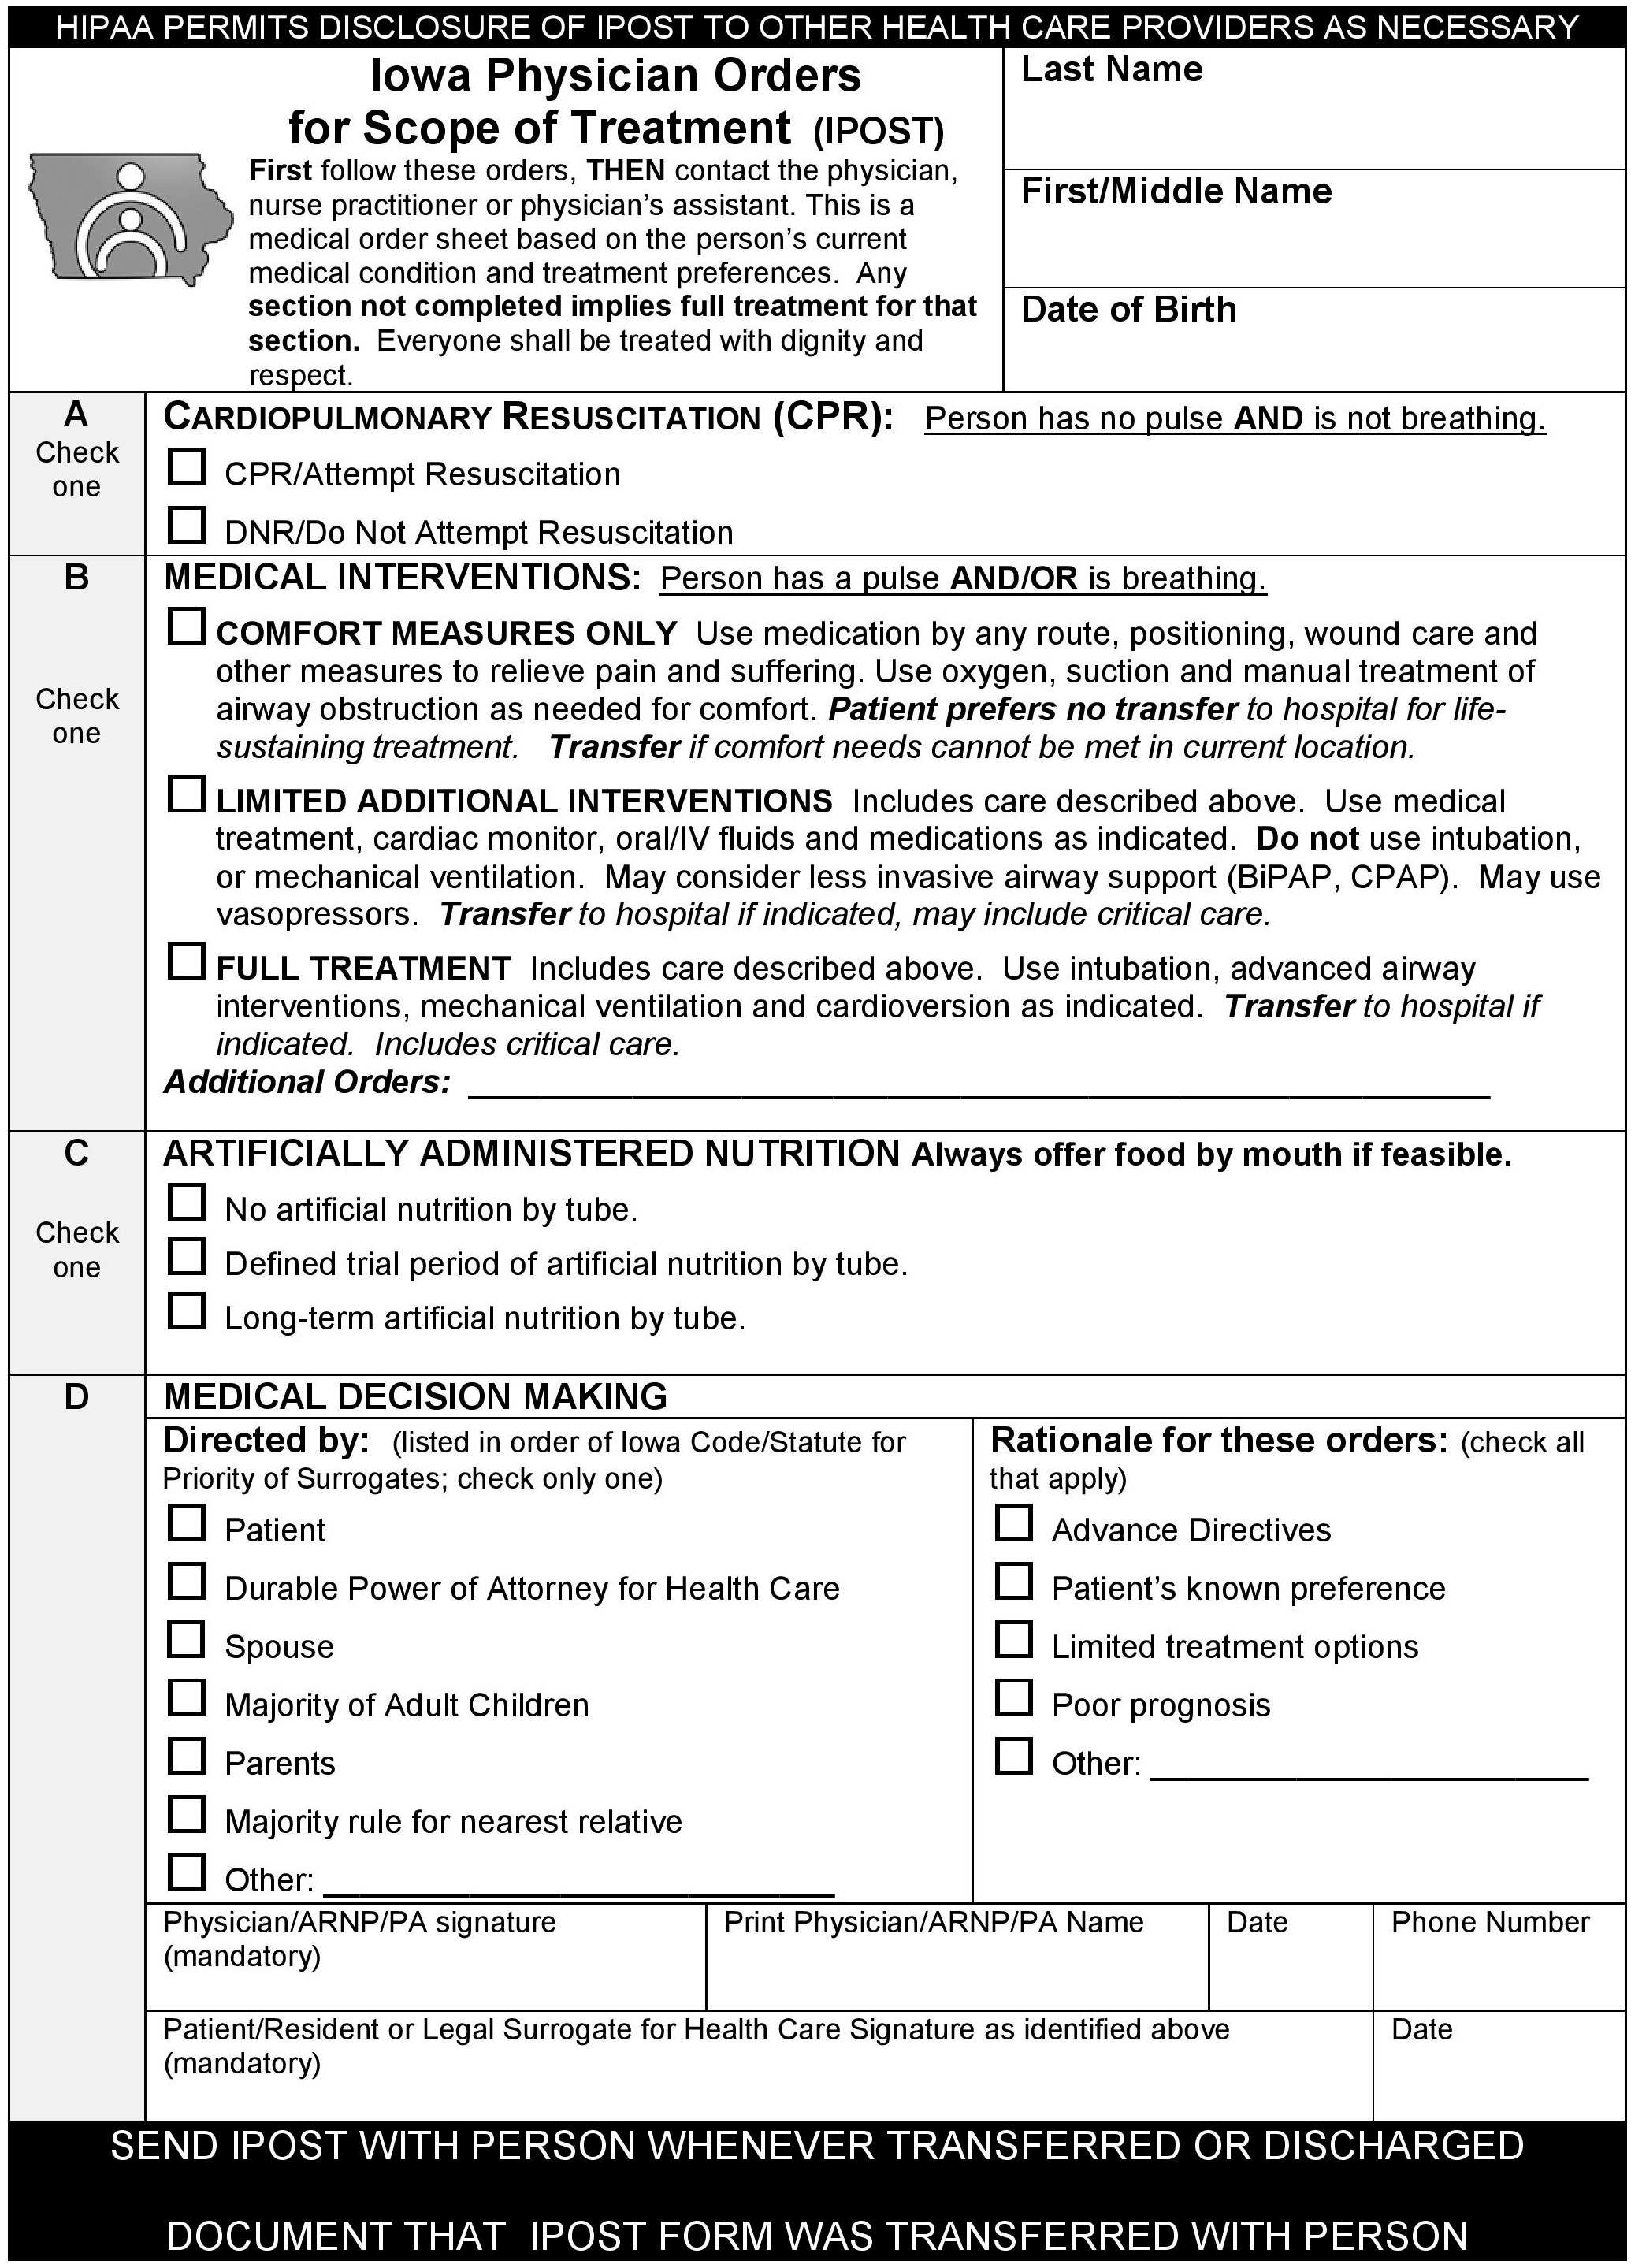 HIPAA PERMITS DISCLOSURE OF IPOST TO OTHER HEALTH CARE PROVIDERS AS NECESSARY
Iowa Physician Orders
for Scope of Treatment (IPOST)
First follow these orders, THEN contact the physician,
nurse practitioner or physician's assistant. This is a
medical order sheet based on the person's current
medical condition and treatment preferences. Any
section not completed implies full treatment for that
section. Everyone shall be treated with dignity and
respect.
Last Name
First/Middle Name
Date of Birth
A
Check
one
CARDIOPULMONARY RESUSCITATION (CPR): Person has no pulse AND is not breathing.
CPR/Attempt Resuscitation
DNR/Do Not Attempt Resuscitation
B
Check
one
MEDICAL INTERVENTIONS: Person has a pulse AND/OR is breathing.
COMFORT MEASURES ONLY Use medication by any route, positioning, wound care and
other measures to relieve pain and suffering. Use oxygen, suction and manual treatment of
airway obstruction as needed for comfort. Patient prefers no transfer to hospital for life-
sustaining treatment. Transfer if comfort needs cannot be met in current location.
LIMITED ADDITIONAL INTERVENTIONS Includes care described above. Use medical
treatment, cardiac monitor, oral/IV fluids and medications as indicated. Do not use intubation,
or mechanical ventilation. May consider less invasive airway support (BiPAP, CPAP). May use
vasopressors. Transfer to hospital if indicated, may include critical care.
FULL TREATMENT Includes care described above. Use intubation, advanced airway
interventions, mechanical ventilation and cardioversion as indicated. Transfer to hospital if
indicated. Includes critical care.
Additional Orders:
C
Check
one
ARTIFICIALLY ADMINISTERED NUTRITION Always offer food by mouth if feasible.
No artificial nutrition by tube.
Defined trial period of artificial nutrition by tube.
Long-term artificial nutrition by tube.
D
MEDICAL DECISION MAKING
Directed by: (listed in order of Iowa Code/Statute for
Priority of Surrogates; check only one)
Patient
Durable Power of Attorney for Health Care
Spouse
Majority of Adult Children
Parents
Majority rule for nearest relative
Other:
Rationale for these orders: (check all
that apply)
Advance Directives
Patient's known preference
Limited treatment options
Poor prognosis
Other:
Physician/ARNP/PA signature
(mandatory)
Print Physician/ARNP/PA Name
Date
Phone Number
Patient/Resident or Legal Surrogate for Health Care Signature as identified above
(mandatory)
Date
SEND IPOST WITH PERSON WHENEVER TRANSFERRED OR DISCHARGED
DOCUMENT THAT IPOST FORM WAS TRANSFERRED WITH PERSON